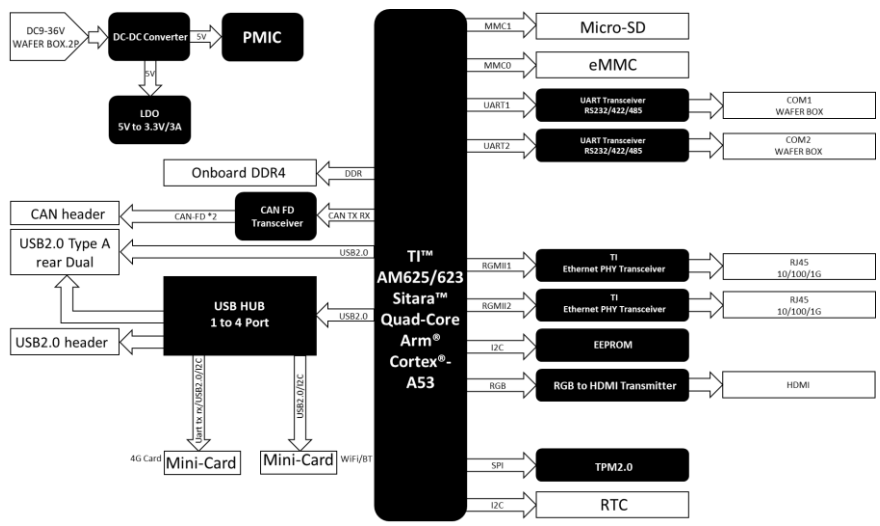 DC9-36V
WAFER BOX.2P
DC-DC Converter
5V
PMIC
5V
LDO
5V to 3.3V/3A
MMC1
Micro-SD
MMC0
eMMC
UART1
UART Transceiver
RS232/422/485
COM1
WAFER BOX
UART2
UART Transceiver
RS232/422/485
COM2
WAFER BOX
Onboard DDR4
DDR
CAN header
CAN-FD *2
CAN FD
Transceiver
CAN TX RX
USB2.0 Type A
rear Dual
USB2.0
TI™
AM625/623
Sitara™
Quad-Core
Arm®
Cortex®-
A53
RGMII1
TI
Ethernet PHY Transceiver
RJ45
10/100/1G
RGMII2
TI
Ethernet PHY Transceiver
RJ45
10/100/1G
USB HUB
1 to 4 Port
USB2.0
USB2.0 header
I2C
EEPROM
RGB
RGB to HDMI Transmitter
HDMI
Uart tx rx/USB2.0/I2C
USB2.0/I2C
4G Card
Mini-Card
Mini-Card
WiFi/BT
SPI
TPM2.0
I2C
RTC